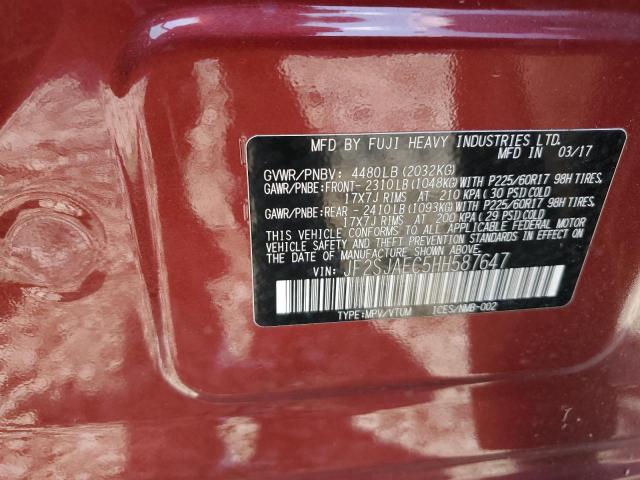 MFD BY FUJI HEAVY INDUSTRIES LTD.
MFD IN 03/17
GVWR/PNBV: 4480LB (2032KG)
GAWR/PNBE: FRONT- 2310LB (1048KG) WITH P225/60R17 98H TIRES,
17X7J RIMS AT 210 KPA (30 PSI) COLD
GAWR/PNBE: REAR - 2410LB (1093KG) WITH P225/60R17 98H TIRES,
17X7J RIMS AT 200 KPA (29 PSI) COLD
THIS VEHICLE CONFORMS TO ALL APPLICABLE FEDERAL MOTOR
VEHICLE SAFETY AND THEFT PREVENTION STANDARDS IN EFFECT ON
THE DATE OF MANUFACTURE SHOWN ABOVE.
VIN: JF2SJAEC5HH587647
TYPE:MPV/VTUM ICES/NMB-002